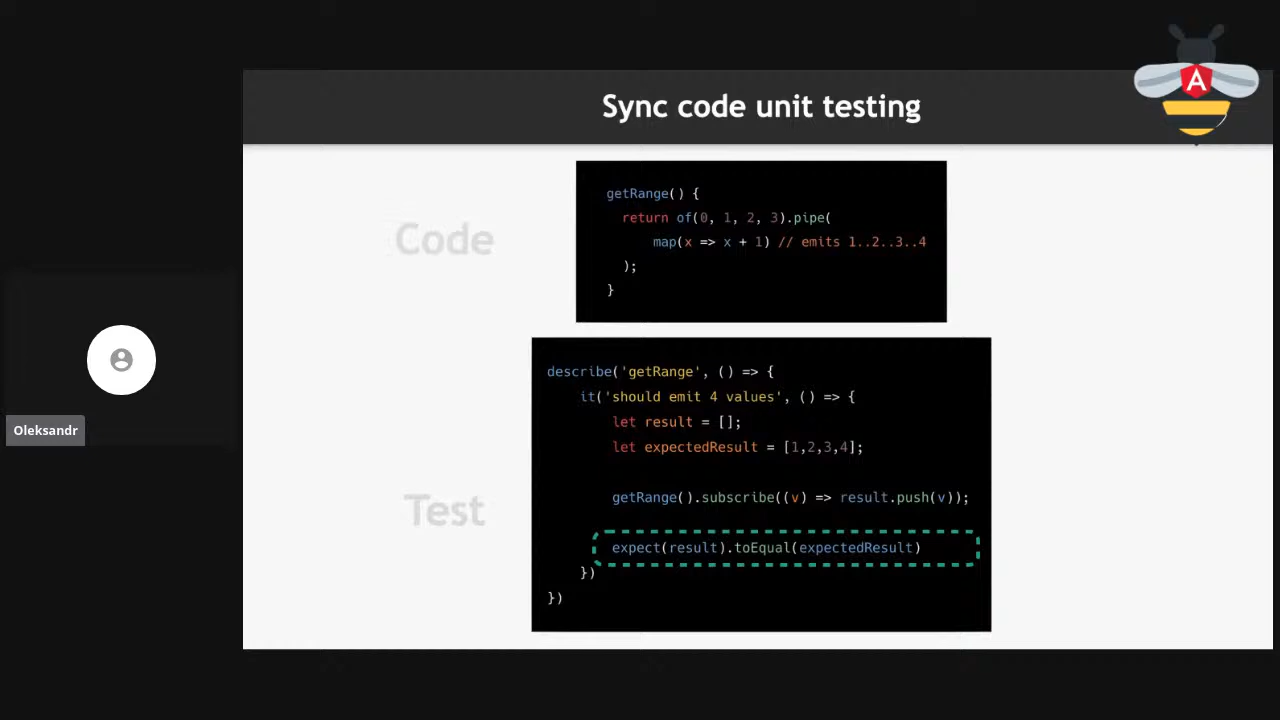 Sync code unit testing
A
Code
getRange() {
return of(0, 1, 2, 3).pipe(
map(x => x + 1) // emits 1..2..3..4
);
}
Oleksandr
Test
describe('getRange', () => {
it('should emit 4 values', () => {
let result = [];
let expectedResult = [1,2,3,4];
getRange().subscribe((v) => result.push(v));
expect(result).toEqual(expectedResult)
})
})